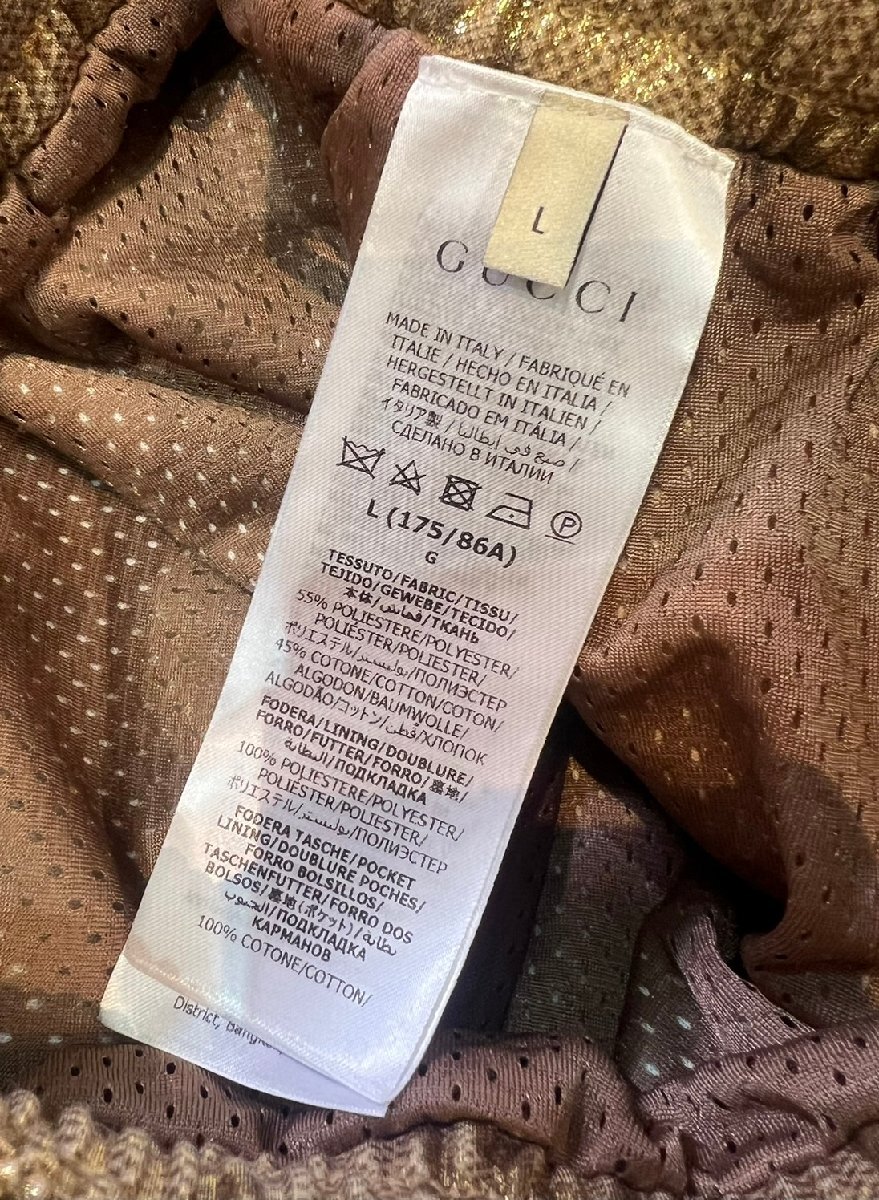 L
GUCCI
MADE IN ITALY / FABRIQUÉ EN
ITALIE / HECHO EN ITALIA /
HERGESTELLT IN ITALIEN /
FABRICADO EM ITÁLIA /
イタリア製 / صنع في إيطاليا /
СДЕЛАНО В ИТАЛИИ
P
L (175/86A)
G
TESSUTO/FABRIC/TISSU/
TEJIDO/GEWEBE/TECIDO/
本体/قماش/ТКАНЬ
55% POLIESTERE/POLYESTER/
POLYESTER/POLIESTER/
ポリエステル/بوليستر/ПОЛИЭСТЕР
45% COTONE/COTTON/COTON/
ALGODON/BAUMWOLLE/
ALGODÃO/コットン/قطن/ХЛОПОК
FODERA/LINING/DOUBLURE/
FORRO/FUTTER/FORRO/裏地/
البطانة/ПОДКЛАДКА
100% POLIESTERE/POLYESTER/
POLIESTER/POLIESTER/
ポリエステル/بوليستر/ПОЛИЭСТЕР
FODERA TASCHE/POCKET
LINING/DOUBLURE POCHES/
FORRO BOLSILLOS/
TASCHENFUTTER/FORRO DOS
BOLSOS/裏地(ポケット)/بطانة
الجيوب/ПОДКЛАДКА
КАРМАНОВ
100% COTONE/COTTON/
District,